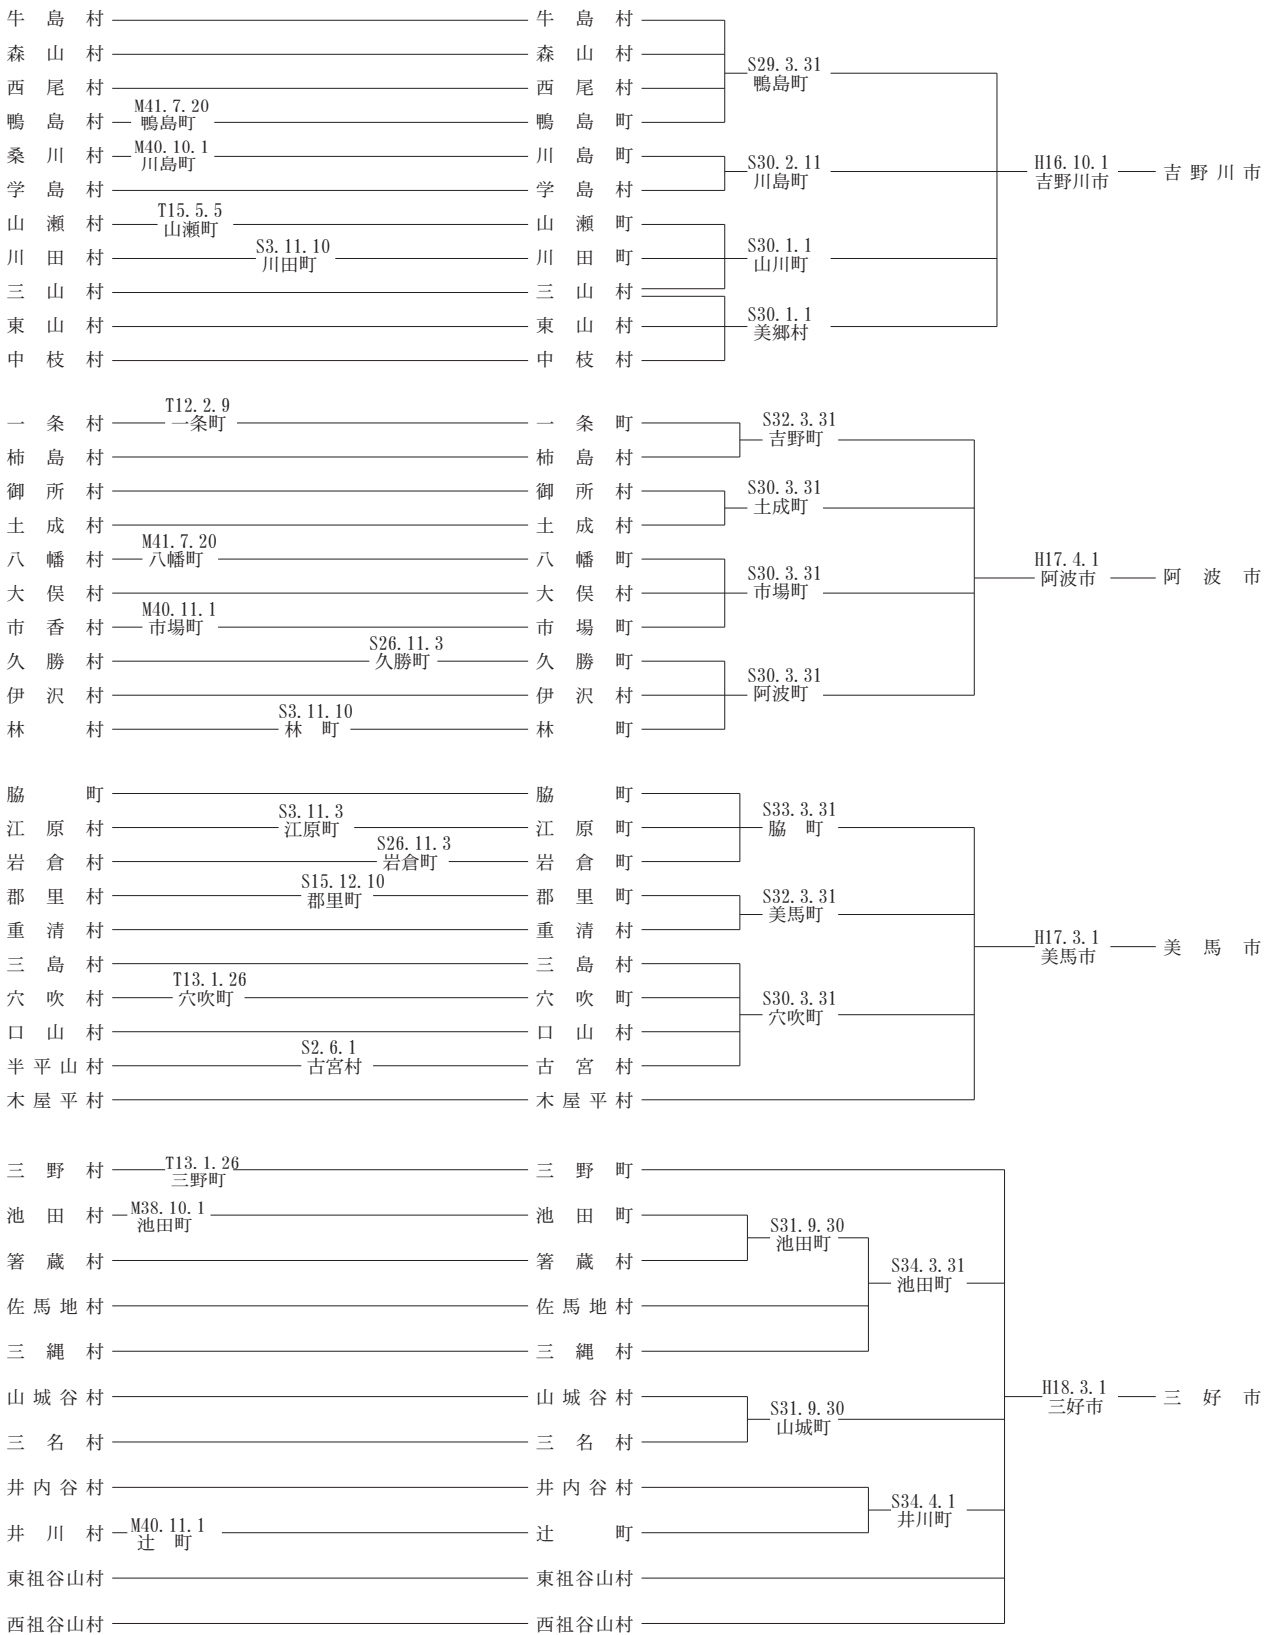 牛島村 牛島村
森山村 森山村
S29. 3. 31
鴨島町
西尾村 西尾村
M41. 7. 20
鴨島村 鴨島町 鴨島町
M40. 10. 1
桑川村 川島町 川島町
S30. 2. 11
川島町
H16. 10. 1
吉野川市 吉野川市
学島村 学島村
T15. 5. 5
山瀬村 山瀬町 山瀬町
S3. 11. 10
川田村 川田町 川田町
S30. 1. 1
山川町
三山村 三山村
東山村 東山村
S30. 1. 1
美郷村
中枝村 中枝村
T12. 2. 9
一条村 一条町 一条町
S32. 3. 31
吉野町
柿島村 柿島村
御所村 御所村
S30. 3. 31
土成町
土成村 土成村
M41. 7. 20
八幡村 八幡町 八幡町
H17. 4. 1
阿波市 阿波市
大俣村 大俣村
S30. 3. 31
市場町
M40. 11. 1
市香村 市場町 市場町
S26. 11. 3
久勝村 久勝町 久勝町
伊沢村 伊沢村
S30. 3. 31
阿波町
S3. 11. 10
林村 林町 林町
脇町 脇町
S3. 11. 3
江原村 江原町 江原町
S33. 3. 31
脇町
S26. 11. 3
岩倉村 岩倉町 岩倉町
S15. 12. 10
郡里村 郡里町 郡里町
S32. 3. 31
美馬町
重清村 重清村
H17. 3. 1
美馬市 美馬市
三島村 三島村
T13. 1. 26
穴吹村 穴吹町 穴吹町
S30. 3. 31
穴吹町
口山村 口山村
S2. 6. 1
半平山村 古宮村 古宮村
木屋平村 木屋平村
T13. 1. 26
三野村 三野町 三野町
M38. 10. 1
池田村 池田町 池田町
S31. 9. 30
池田町
箸蔵村 箸蔵村
S34. 3. 31
池田町
佐馬地村 佐馬地村
三縄村 三縄村
山城谷村 山城谷村
H18. 3. 1
三好市 三好市
S31. 9. 30
山城町
三名村 三名村
井内谷村 井内谷村
S34. 4. 1
井川町
M40. 11. 1
井川村 辻町 辻町
東祖谷山村 東祖谷山村
西祖谷山村 西祖谷山村